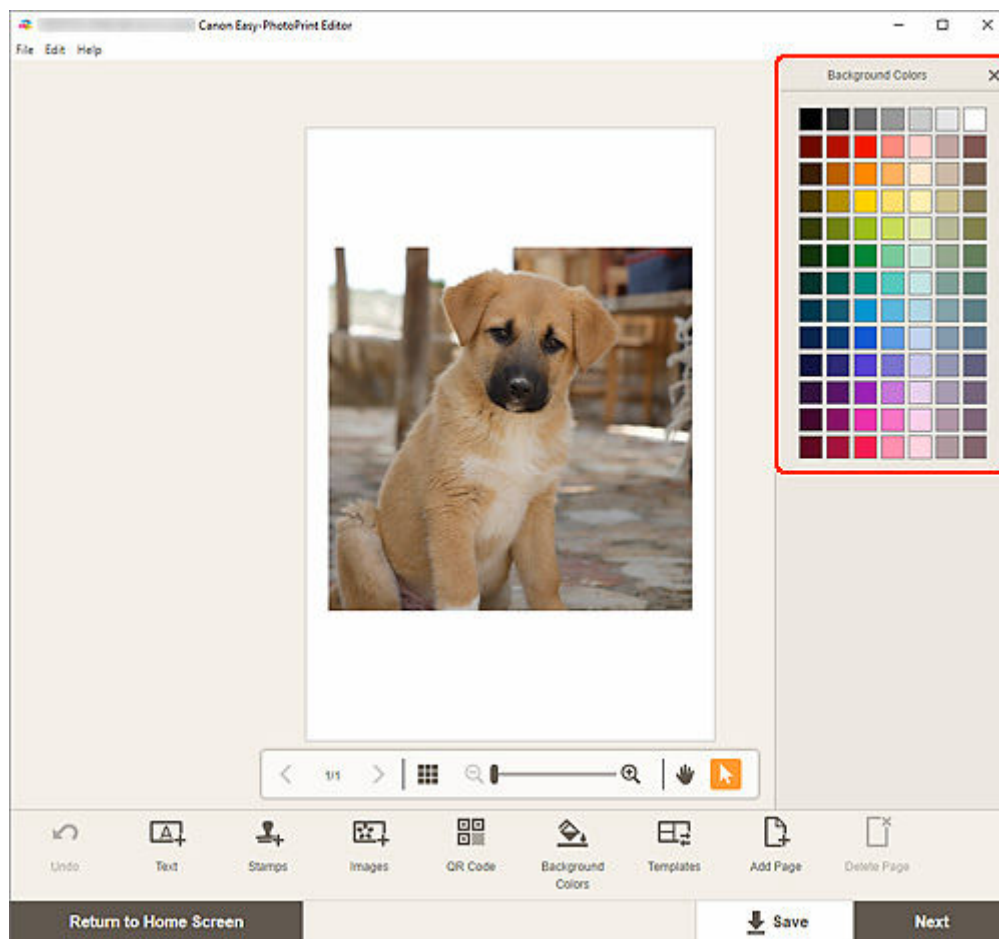 Canon Easy-PhotoPrint Editor
File Edit Help
Background Colors
1/1
Undo
Text
Stamps
Images
QR Code
Background
Colors
Templates
Add Page
Delete Page
Return to Home Screen
Save
Next